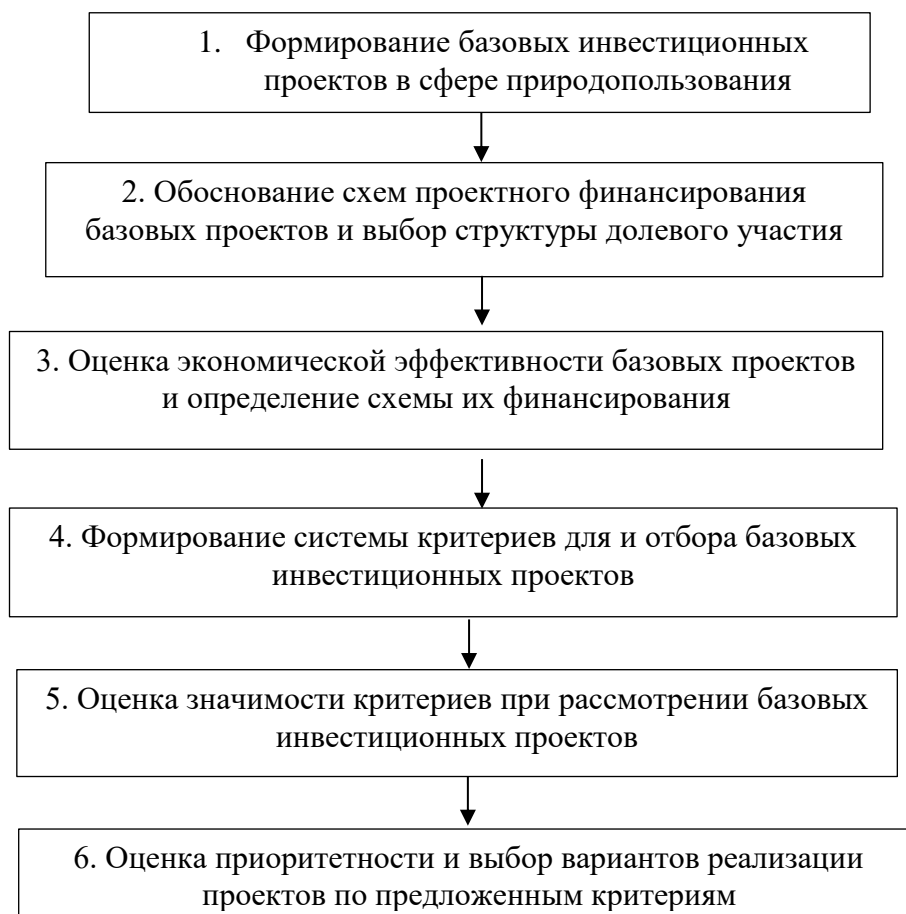 1. Формирование базовых инвестиционных
проектов в сфере природопользования
2. Обоснование схем проектного финансирования
базовых проектов и выбор структуры долевого участия
3. Оценка экономической эффективности базовых проектов
и определение схемы их финансирования
4. Формирование системы критериев для и отбора базовых
инвестиционных проектов
5. Оценка значимости критериев при рассмотрении базовых
инвестиционных проектов
6. Оценка приоритетности и выбор вариантов реализации
проектов по предложенным критериям